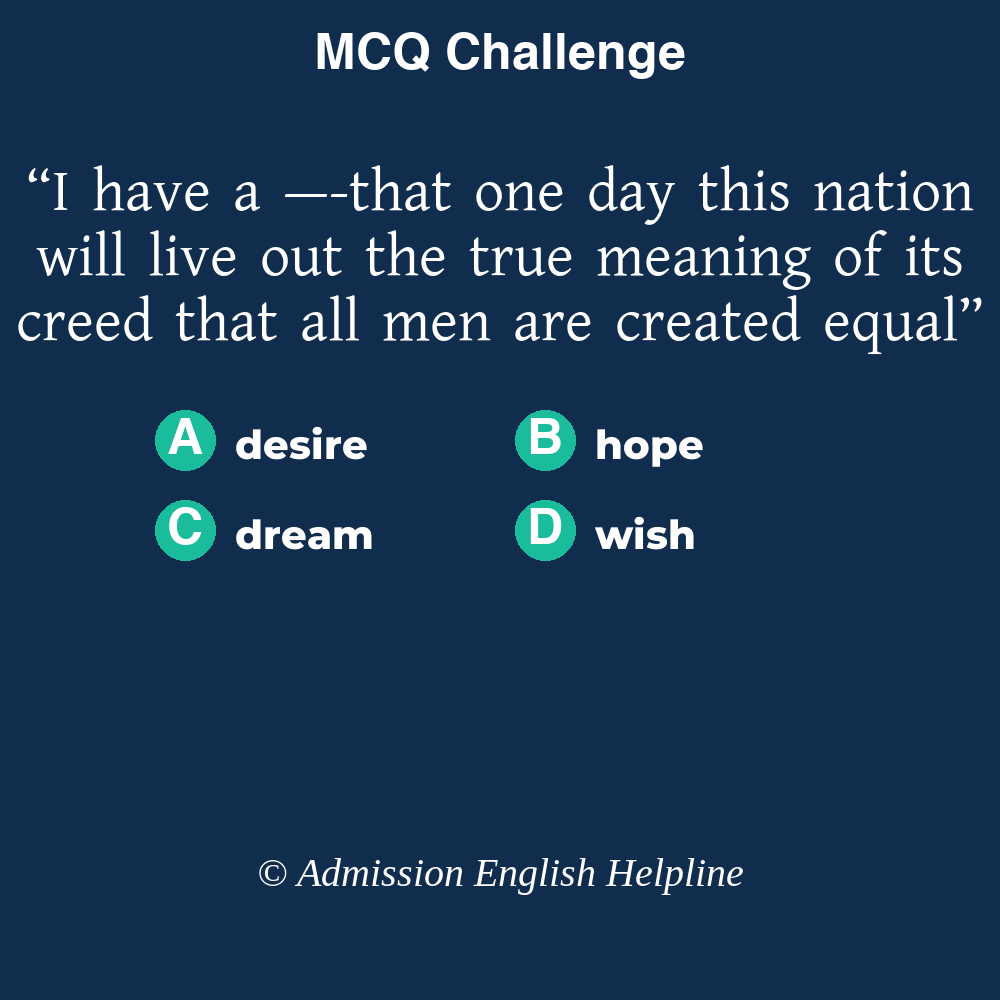 MCQ Challenge
“I have a —-that one day this nation
will live out the true meaning of its
creed that all men are created equal”
A desire B hope
C dream D wish
© Admission English Helpline